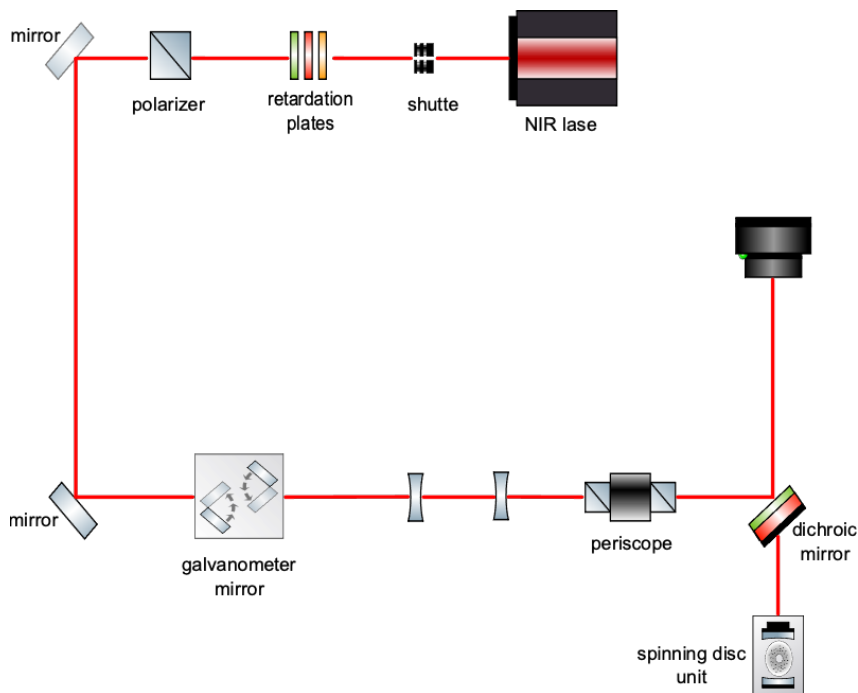 mirror
polarizer
retardation
plates
shutte
NIR lase
mirror
galvanometer
mirror
periscope
dichroic
mirror
spinning disc
unit